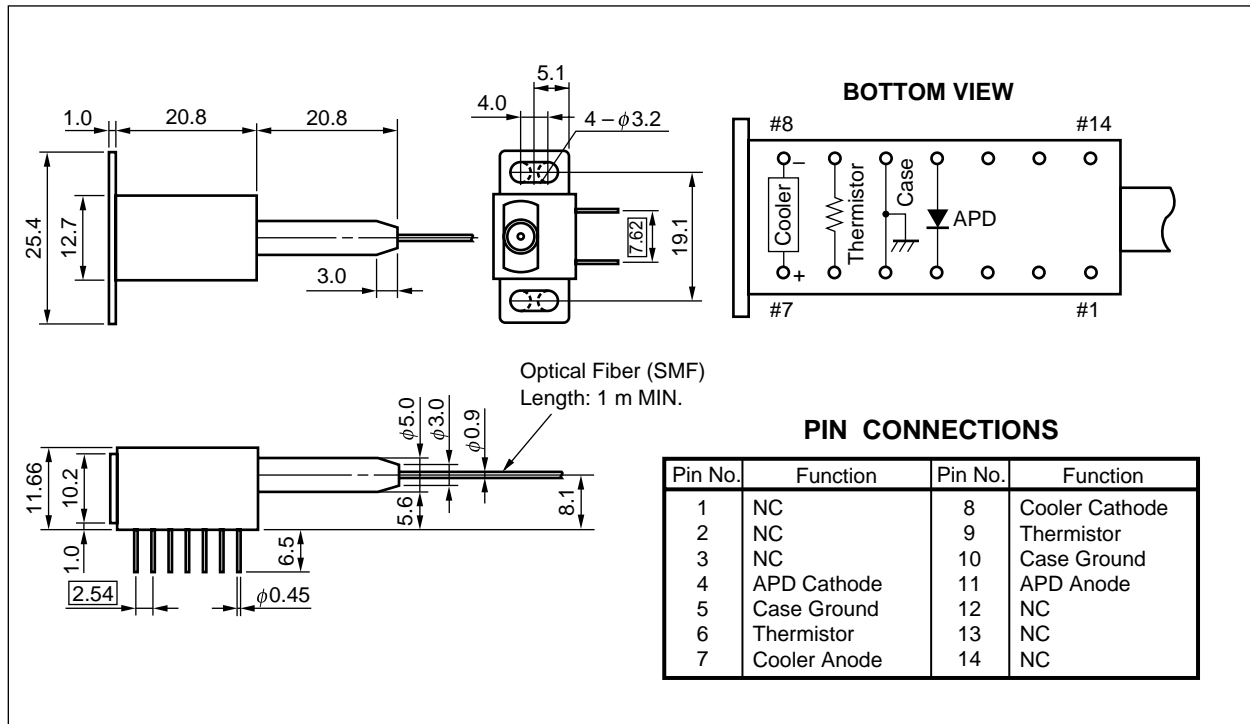 5.1
4.0
4 – φ3.2
1.0
20.8
20.8
25.4
12.7
3.0
7.62
19.1
BOTTOM VIEW
#8
#14
–
Cooler
+
Thermistor
Case
APD
#7
#1
Optical Fiber (SMF)
Length: 1 m MIN.
φ5.0
φ3.0
φ0.9
11.66
10.2
5.6
8.1
1.0
6.5
2.54
φ0.45
PIN CONNECTIONS
Pin No. Function Pin No. Function
1 NC 8 Cooler Cathode
2 NC 9 Thermistor
3 NC 10 Case Ground
4 APD Cathode 11 APD Anode
5 Case Ground 12 NC
6 Thermistor 13 NC
7 Cooler Anode 14 NC